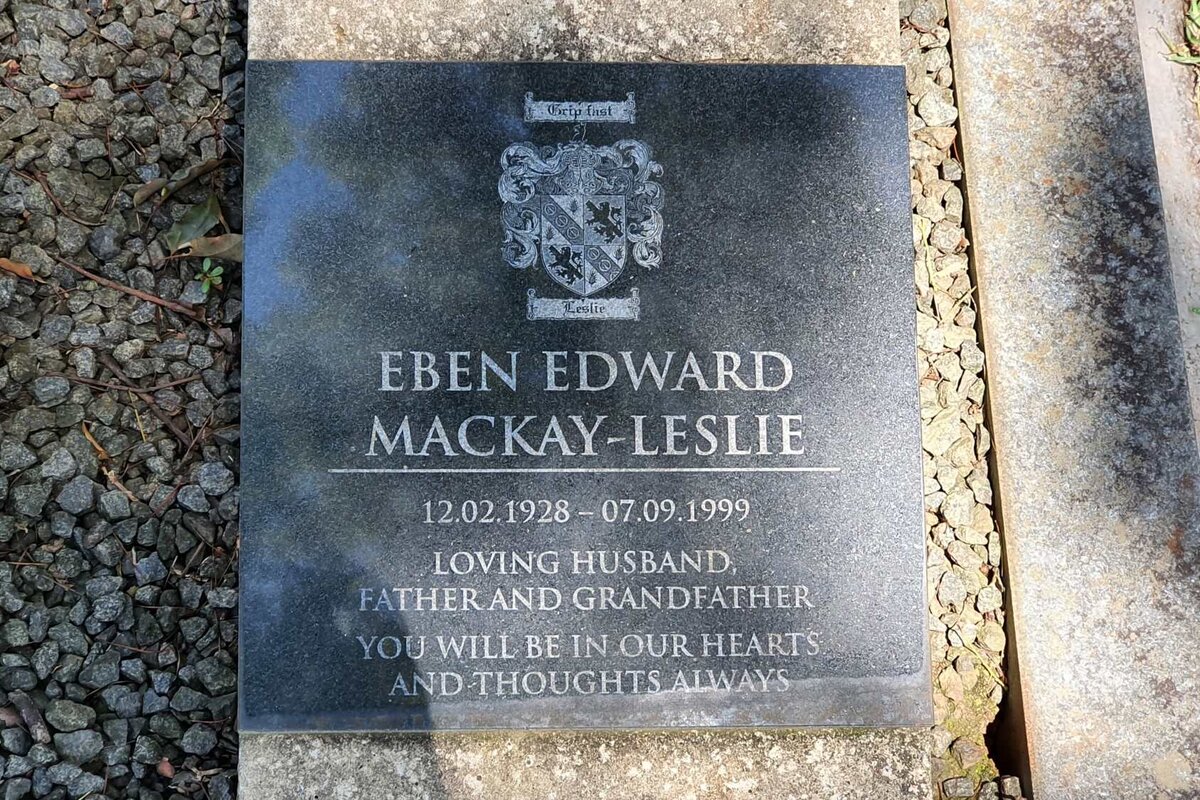 Grip fast
Leslie
EBEN EDWARD
MACKAY-LESLIE
12.02.1928 – 07.09.1999
LOVING HUSBAND,
FATHER AND GRANDFATHER
YOU WILL BE IN OUR HEARTS
AND THOUGHTS ALWAYS